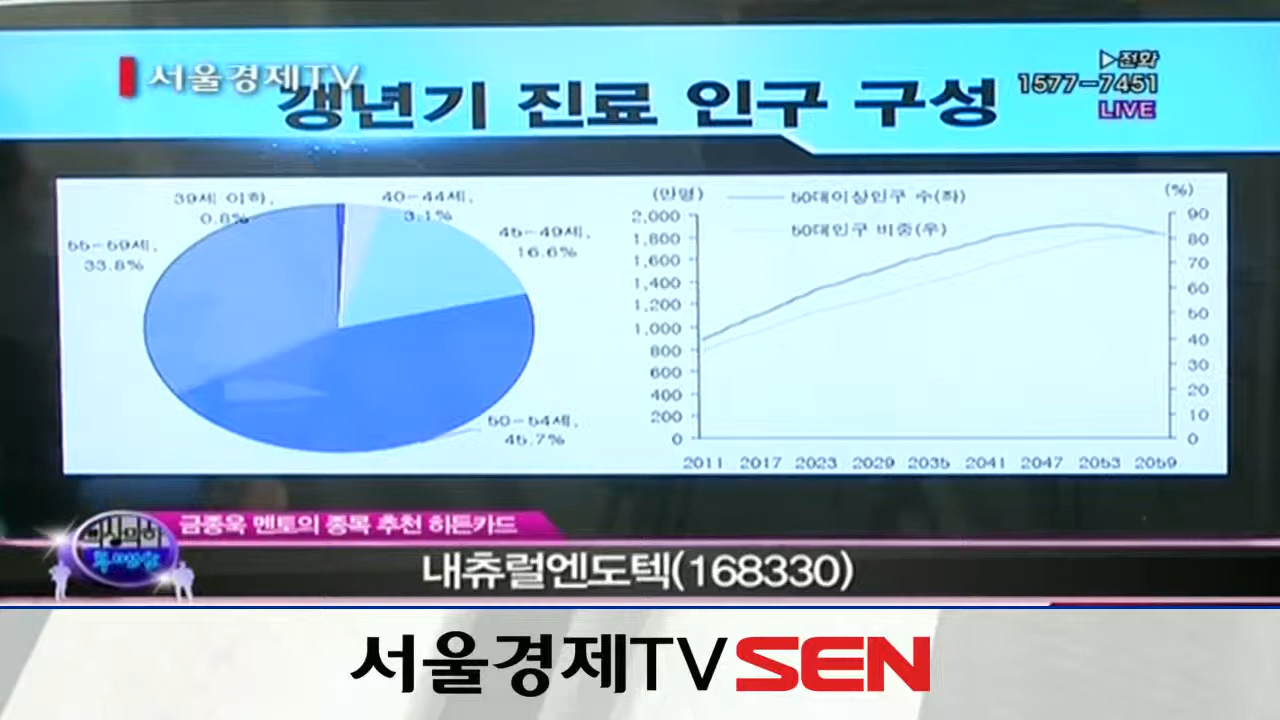 서울경제TV
갱년기 진료 인구 구성
▶전화
1577-7451
LIVE
39세 이하,
0.8%
40-44세,
3.1%
45-49세,
16.6%
55-59세,
33.8%
50-54세,
45.7%
(만명)
50대이상인구 수(좌)
50대인구 비중(우)
(%)
2,000
1,800
1,600
1,400
1,200
1,000
800
600
400
200
0
90
80
70
60
50
40
30
20
10
0
2011 2017 2023 2029 2035 2041 2047 2053 2059
금종욱 멘토의 종목 추천 히든카드
내츄럴엔도텍(168330)
서울경제TV SEN